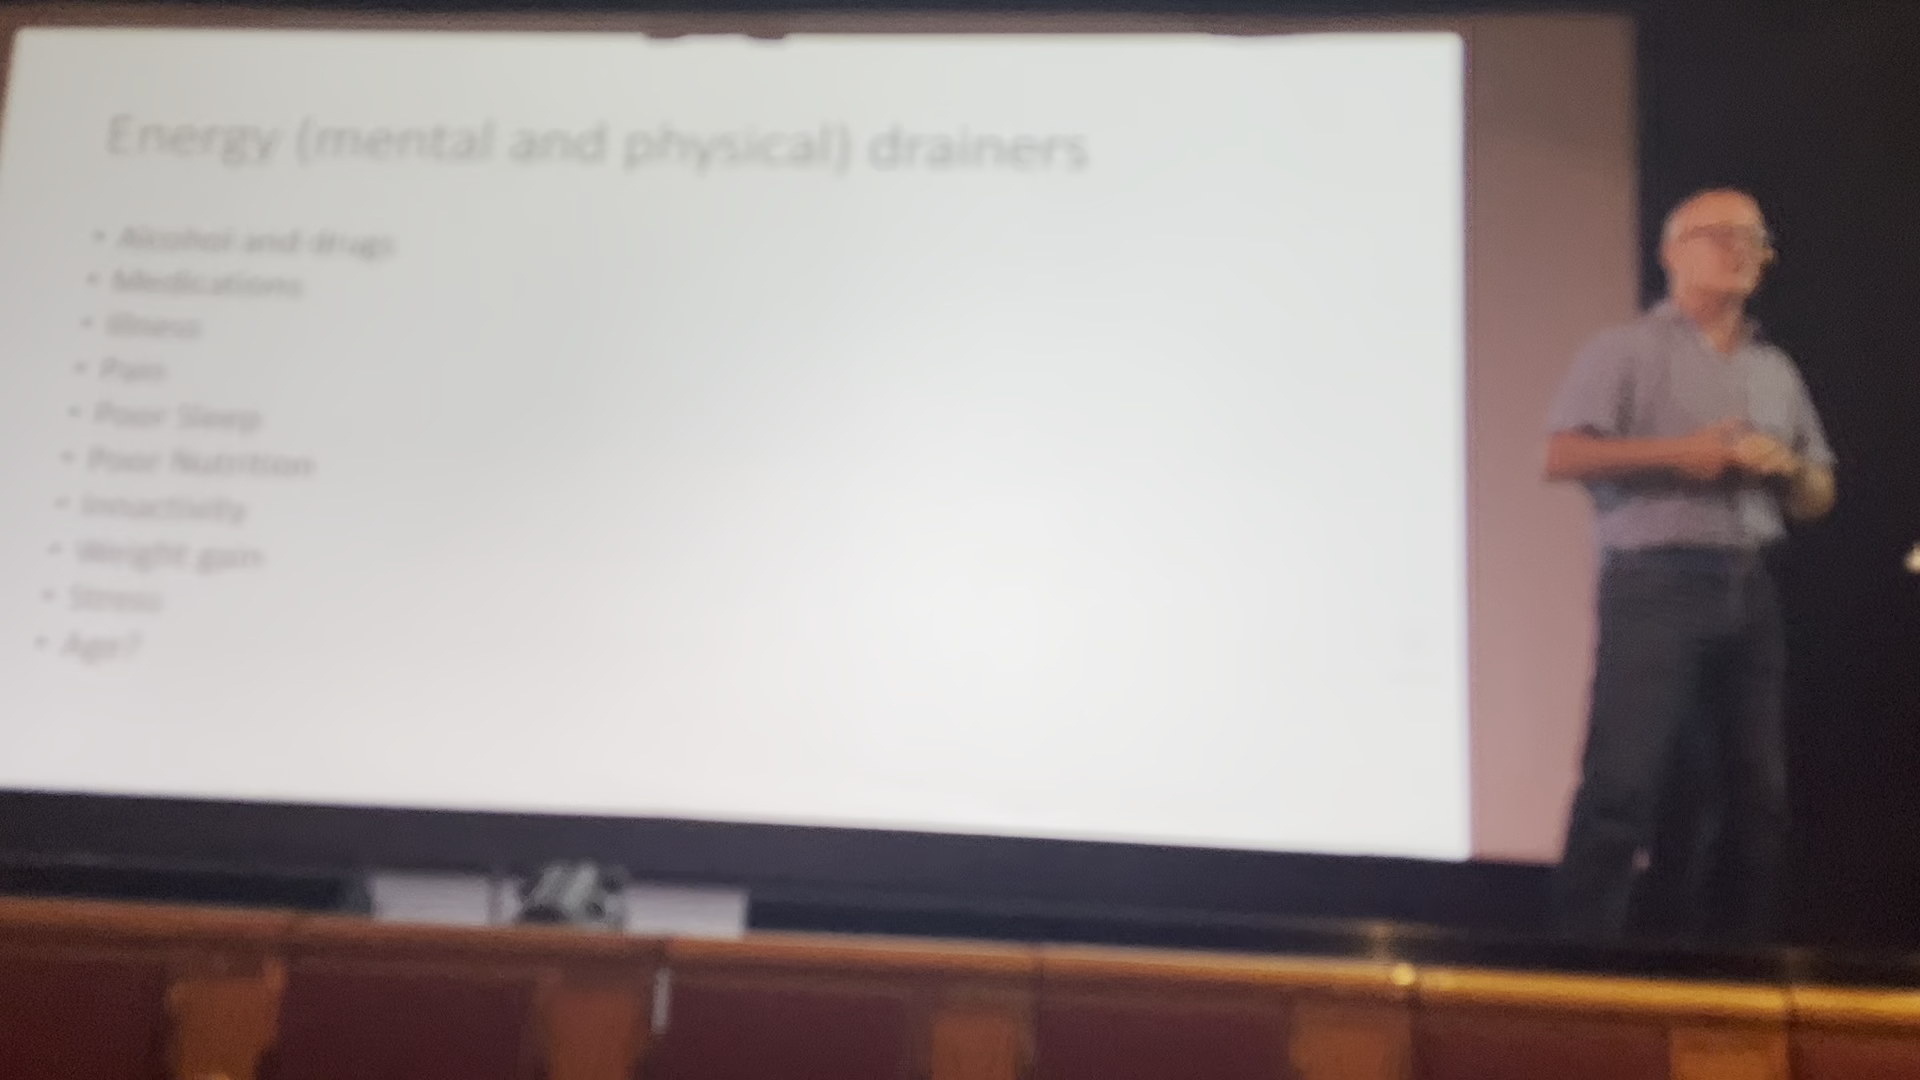 Energy (mental and physical) drainers
• Alcohol and drugs
• Medications
• Illness
• Pain
• Poor Sleep
• Poor Nutrition
• Innactivity
• Weight gain
• Stress
• Age?